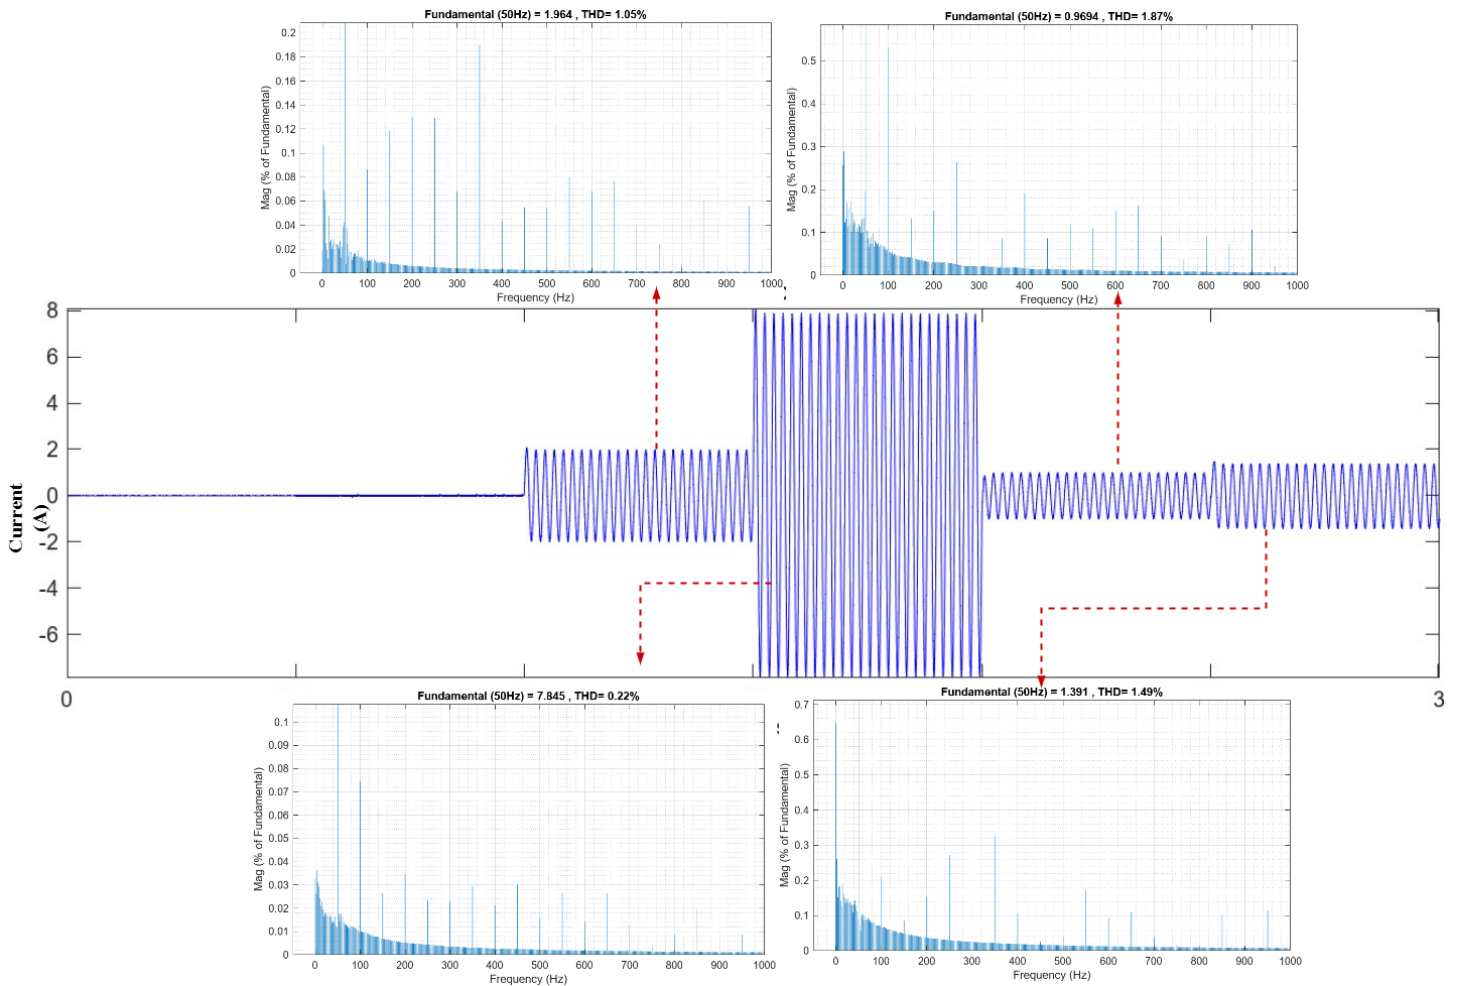 Fundamental (50Hz) = 1.964 , THD= 1.05%
0.2
0.18
0.16
0.14
0.12
0.1
0.08
0.06
0.04
0.02
0
Mag (% of Fundamental)
0 100 200 300 400 500 600 700 800 900 1000
Frequency (Hz)
Fundamental (50Hz) = 0.9694 , THD= 1.87%
0.5
0.4
0.3
0.2
0.1
0
Mag (% of Fundamental)
0 100 200 300 400 500 600 700 800 900 1000
Frequency (Hz)
8
6
4
2
0
-2
-4
-6
Current
(A)
0 3
Fundamental (50Hz) = 7.845 , THD= 0.22%
0.1
0.09
0.08
0.07
0.06
0.05
0.04
0.03
0.02
0.01
0
Mag (% of Fundamental)
0 100 200 300 400 500 600 700 800 900 1000
Frequency (Hz)
Fundamental (50Hz) = 1.391 , THD= 1.49%
0.7
0.6
0.5
0.4
0.3
0.2
0.1
0
Mag (% of Fundamental)
0 100 200 300 400 500 600 700 800 900 1000
Frequency (Hz)